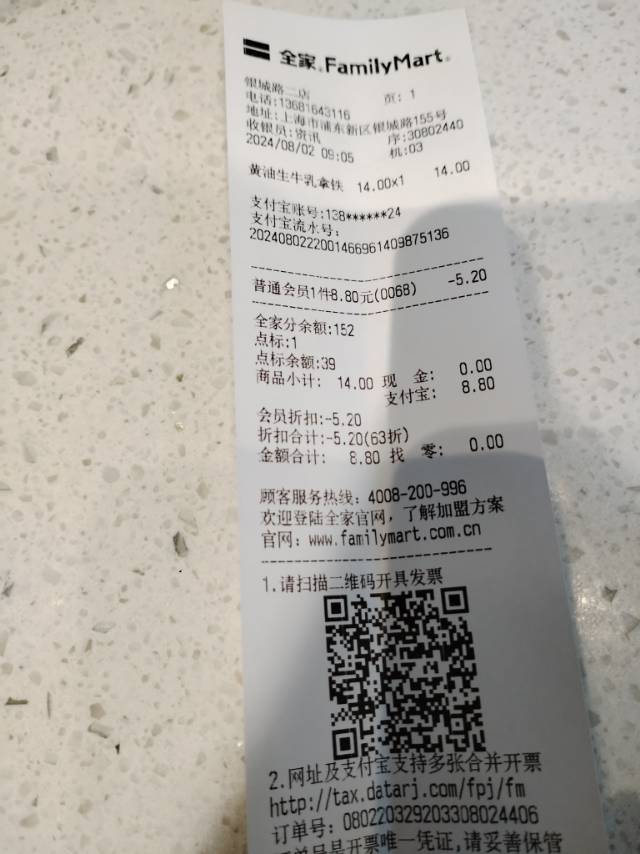 全家 FamilyMart
银城路二店 页: 1
电话:13681643116
地址:上海市浦东新区银城路155号
收银员:资讯 序:30802440
2024/08/02 09:05 机:03
黄油生牛乳拿铁 14.00x1 14.00
支付宝账号:138******24
支付宝流水号:
2024080222001466961409875136
普通会员1件8.80元(0068) -5.20
全家分余额:152
点标:1
点标余额:39
商品小计: 14.00 现 金: 0.00
支付宝: 8.80
会员折扣:-5.20
折扣合计:-5.20(63折)
金额合计: 8.80 找 零: 0.00
顾客服务热线: 4008-200-996
欢迎登陆全家官网,了解加盟方案
官网: www.familymart.com.cn
1.请扫描二维码开具发票
2.网址及支付宝支持多张合并开票
http://tax.datarj.com/fpj/fm
订单号: 080220329203308024406
订单号是开票唯一凭证,请妥善保管